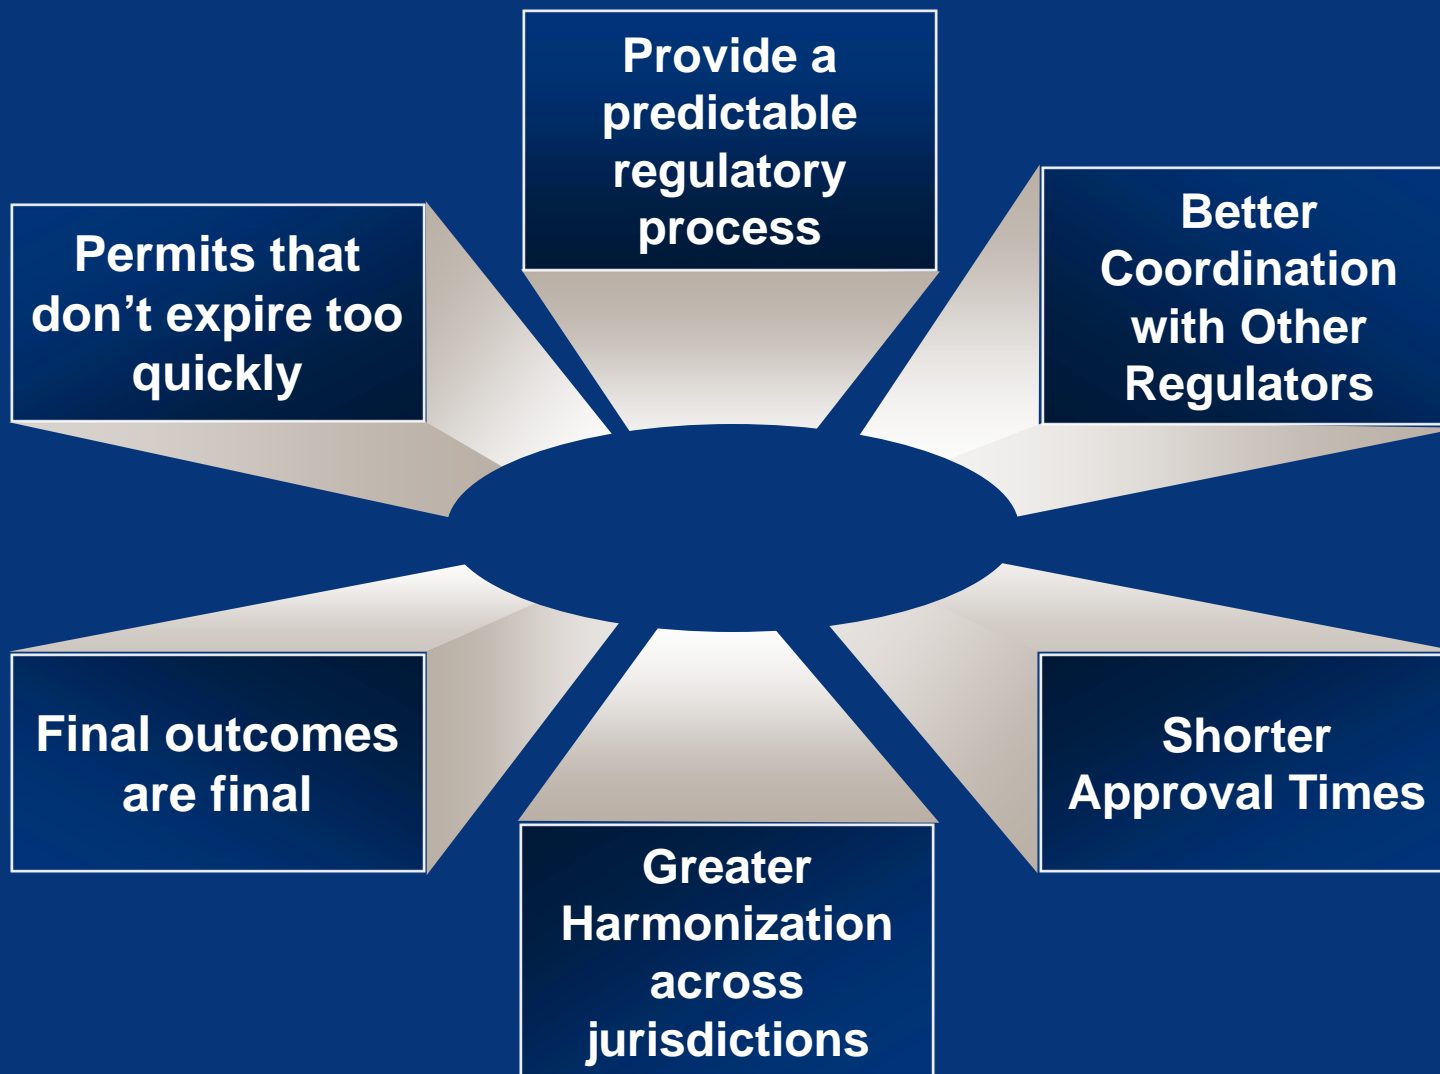 Provide a
predictable
regulatory
process
Permits that
don’t expire too
quickly
Better
Coordination
with Other
Regulators
Final outcomes
are final
Shorter
Approval Times
Greater
Harmonization
across
jurisdictions